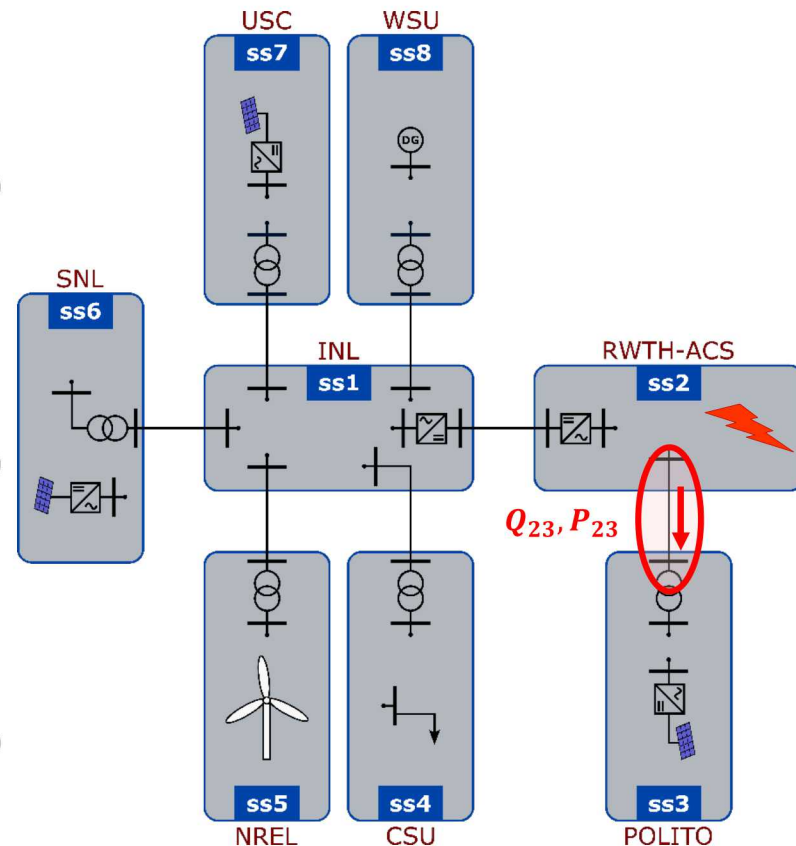 USC
WSU
ss7
ss8
DG
SNL
ss6
INL
ss1
RWTH-ACS
ss2
Q₂₃, P₂₃
ss5
ss4
ss3
NREL
CSU
POLITO